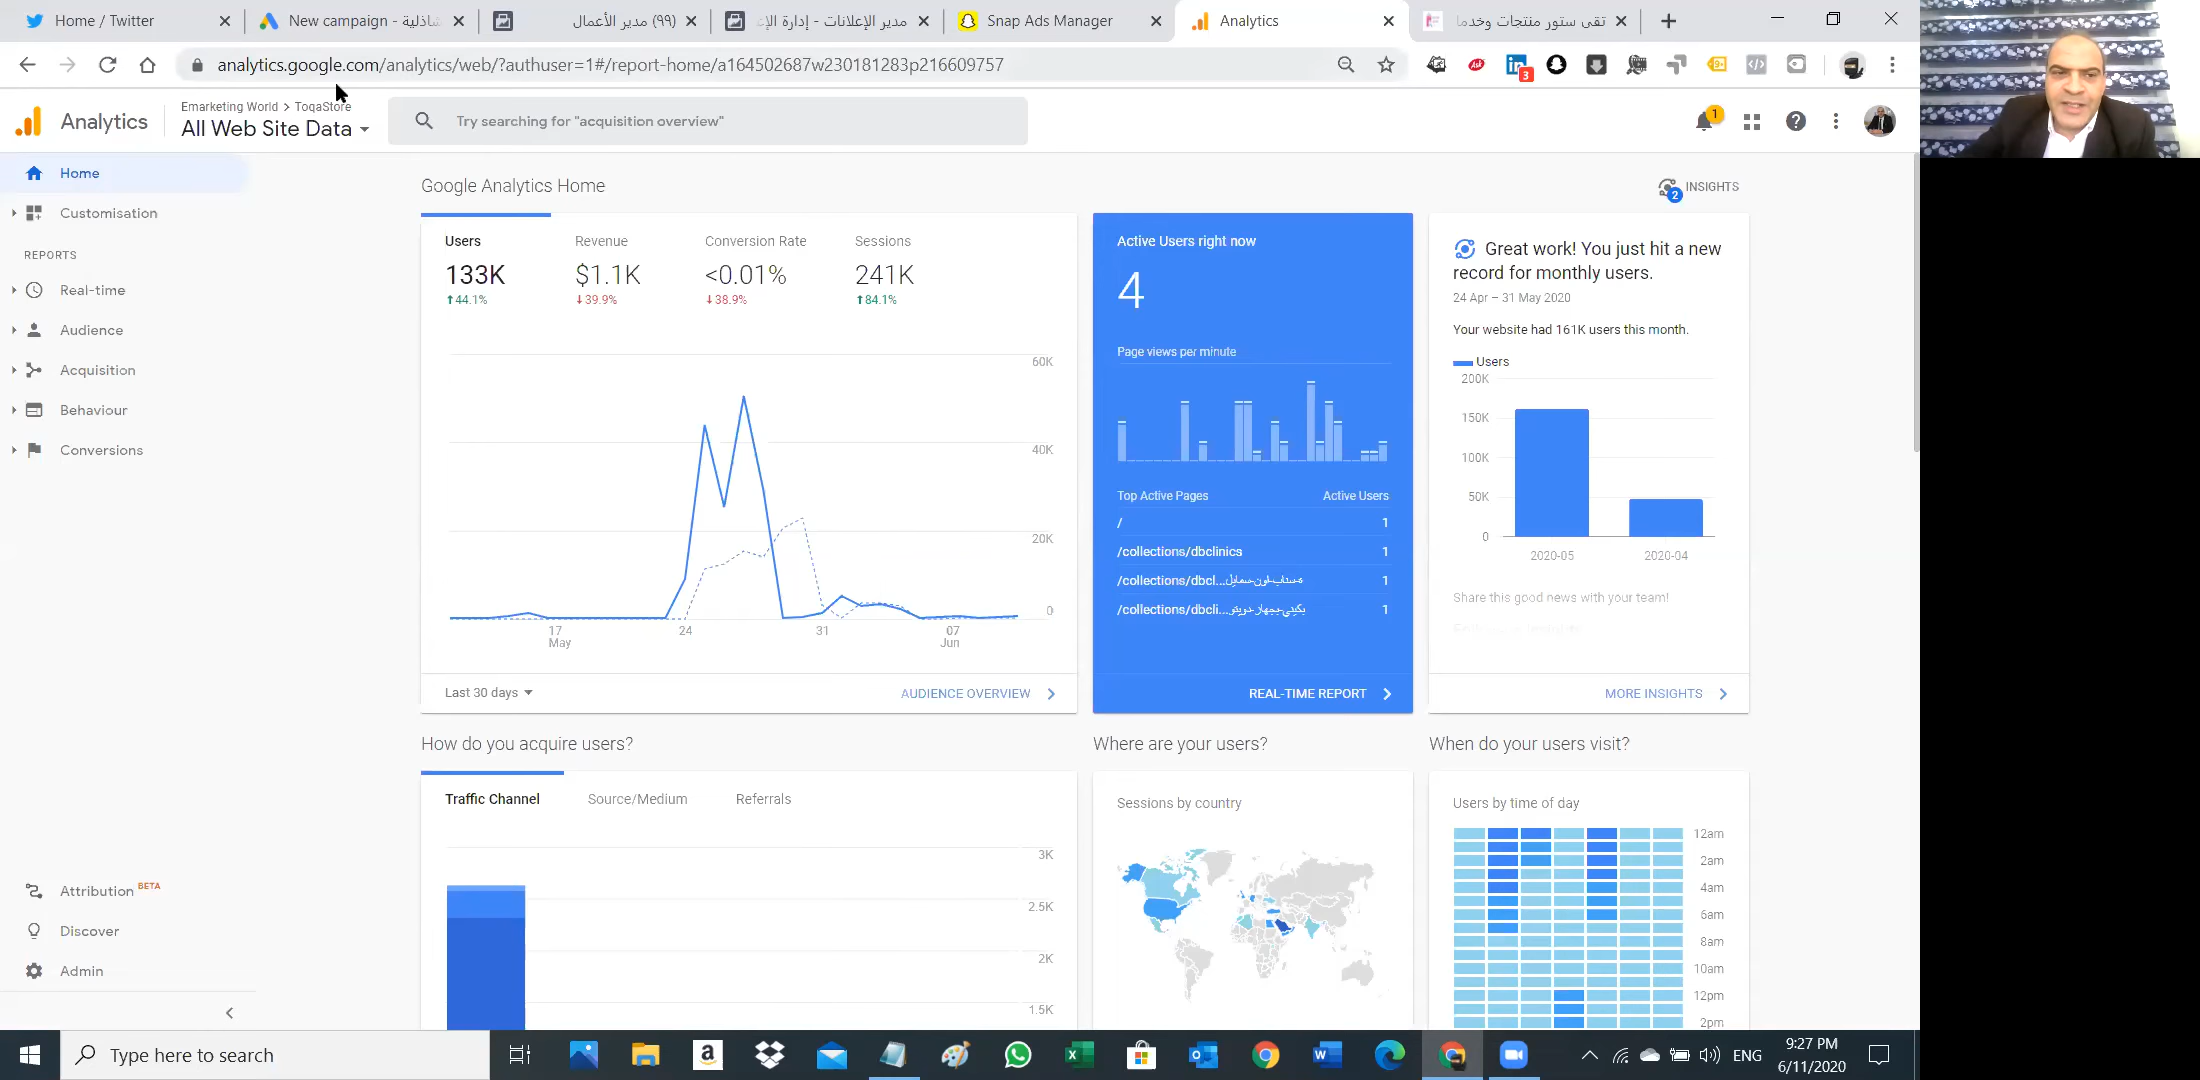 Home / Twitter
New campaign - شاذلية
(٩٩) مدير الأعمال
مدير الإعلانات - إدارة الإع
Snap Ads Manager
Analytics
تقى ستور منتجات وخدما
analytics.google.com/analytics/web/?authuser=1#/report-home/a164502687w230181283p216609757
3
Analytics
Emarketing World > ToqaStore
All Web Site Data
Try searching for "acquisition overview"
1
Home
Customisation
REPORTS
Real-time
Audience
Acquisition
Behaviour
Conversions
Attribution BETA
Discover
Admin
Google Analytics Home
2 INSIGHTS
Users Revenue Conversion Rate Sessions
133K $1.1K <0.01% 241K
44.1% 39.9% 38.9% 84.1%
60K
40K
20K
0
17 24 31 07
May Jun
Last 30 days
AUDIENCE OVERVIEW
Active Users right now
4
Page views per minute
Top Active Pages Active Users
/ 1
/collections/dbclinics 1
/collections/dbcl... 1
/collections/dbcli... 1
REAL-TIME REPORT
Great work! You just hit a new
record for monthly users.
24 Apr – 31 May 2020
Your website had 161K users this month.
Users
200K
150K
100K
50K
0
2020-05 2020-04
Share this good news with your team!
MORE INSIGHTS
How do you acquire users?
Traffic Channel Source/Medium Referrals
3K
2.5K
2K
1.5K
Where are your users?
Sessions by country
When do your users visit?
Users by time of day
12am
2am
4am
6am
8am
10am
12pm
2pm
Type here to search
ENG
9:27 PM
6/11/2020